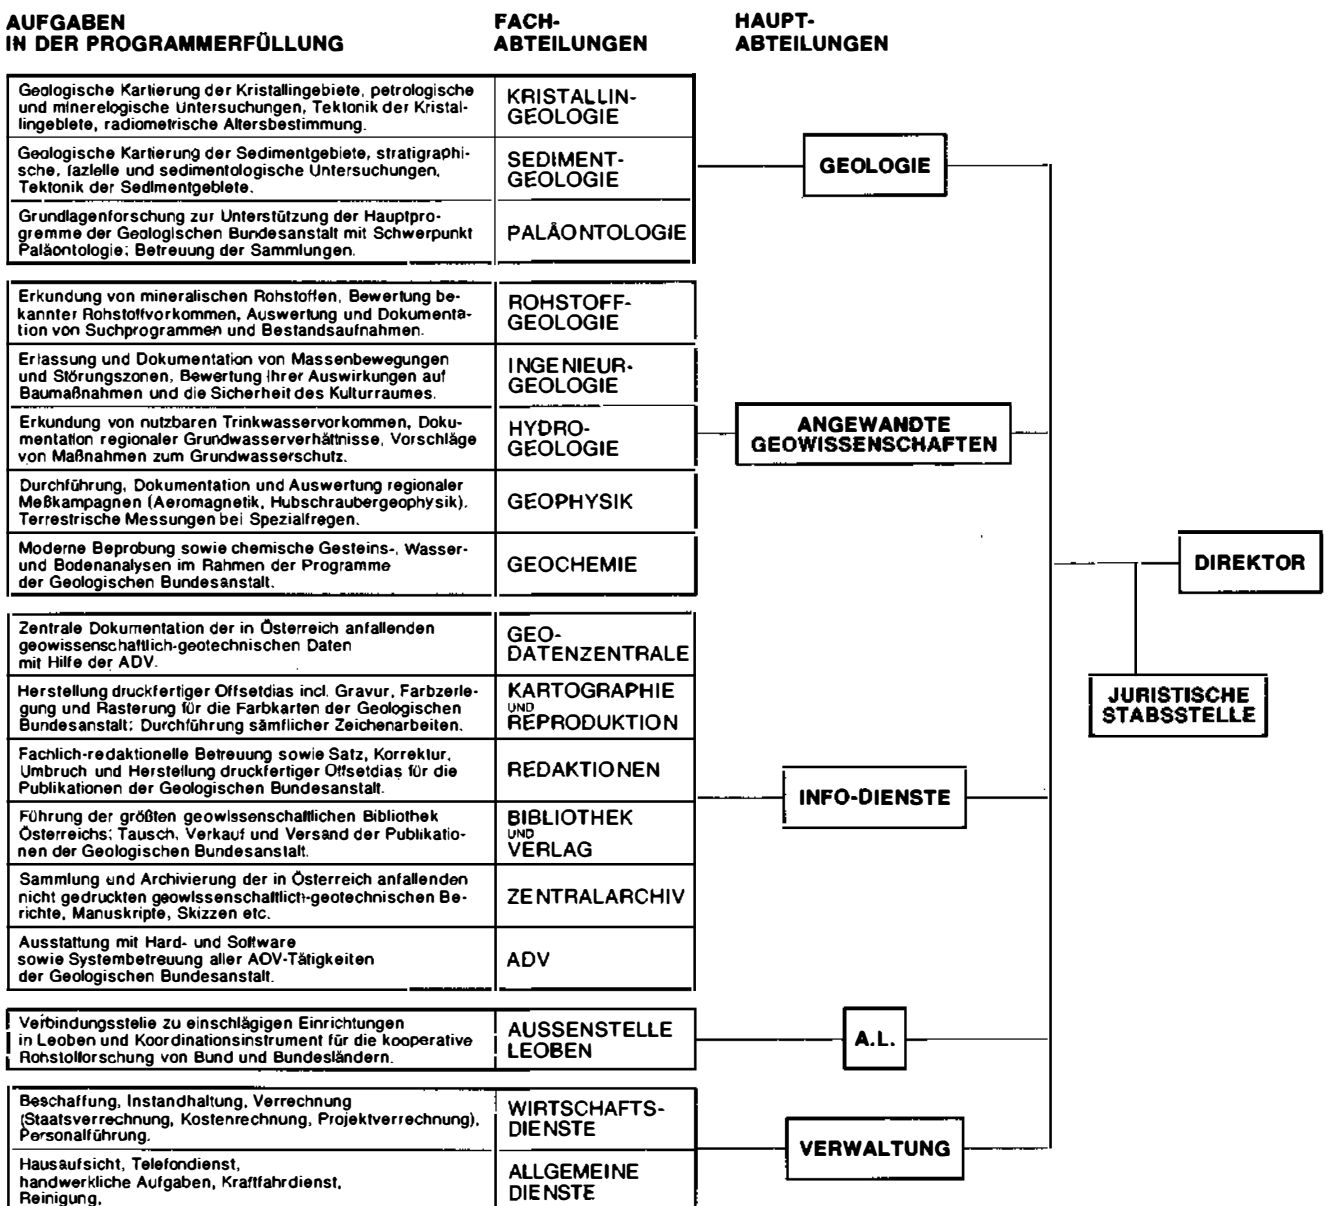 AUFGABEN
IN DER PROGRAMMERFÜLLUNG
FACH-
ABTEILUNGEN
HAUPT-
ABTEILUNGEN
Geologische Kartierung der Kristallingebiete, petrologische
und minerelogische Untersuchungen, Tektonik der Kristal-
lingebiete, radiometrische Altersbestimmung.
KRISTALLIN-
GEOLOGIE
Geologische Kartierung der Sedimentgebiete, stratigraphi-
sche, fazielle und sedimentologische Untersuchungen,
Tektonik der Sedimentgebiete.
SEDIMENT-
GEOLOGIE
Grundlagenforschung zur Unterstützung der Hauptpro-
gremme der Geologischen Bundesanstalt mit Schwerpunkt
Paläontologie; Betreuung der Sammlungen.
PALÄONTOLOGIE
GEOLOGIE
Erkundung von mineralischen Rohstoffen, Bewertung be-
kannter Rohstoffvorkommen, Auswertung und Dokumenta-
tion von Suchprogrammen und Bestandsaufnahmen.
ROHSTOFF-
GEOLOGIE
Erfassung und Dokumentation von Massenbewegungen
und Störungszonen, Bewertung ihrer Auswirkungen auf
Baumaßnahmen und die Sicherheit des Kulturraumes.
INGENIEUR-
GEOLOGIE
Erkundung von nutzbaren Trinkwasservorkommen, Doku-
mentation regionaler Grundwasserverhältnisse, Vorschläge
von Maßnahmen zum Grundwasserschutz.
HYDRO-
GEOLOGIE
Durchführung, Dokumentation und Auswertung regionaler
Meßkampagnen (Aeromagnetik, Hubschraubergeophysik).
Terrestrische Messungen bei Spezialfregen.
GEOPHYSIK
Moderne Beprobung sowie chemische Gesteins-, Wasser-
und Bodenanalysen im Rahmen der Programme
der Geologischen Bundesanstalt.
GEOCHEMIE
ANGEWANDTE
GEOWISSENSCHAFTEN
DIREKTOR
JURISTISCHE
STABSSTELLE
Zentrale Dokumentation der in Österreich anfallenden
geowissenschaftlich-geotechnischen Daten
mit Hilfe der ADV.
GEO-
DATENZENTRALE
Herstellung druckfertiger Offsetdias incl. Gravur, Farbzerle-
gung und Rasterung für die Farbkarten der Geologischen
Bundesanstalt; Durchführung sämtlicher Zeichenarbeiten.
KARTOGRAPHIE
UND
REPRODUKTION
Fachlich-redaktionelle Betreuung sowie Satz, Korrektur,
Umbruch und Herstellung druckfertiger Offsetdias für die
Publikationen der Geologischen Bundesanstalt.
REDAKTIONEN
Führung der größten geowissenschaftlichen Bibliothek
Österreichs; Tausch, Verkauf und Versand der Publikatio-
nen der Geologischen Bundesanstalt.
BIBLIOTHEK
UND
VERLAG
Sammlung und Archivierung der in Österreich anfallenden
nicht gedruckten geowissenschaftlich-geotechnischen Be-
richte, Manuskripte, Skizzen etc.
ZENTRALARCHIV
Ausstattung mit Hard- und Software
sowie Systembetreuung aller ADV-Tätigkeiten
der Geologischen Bundesanstalt.
ADV
INFO-DIENSTE
Verbindungsstelle zu einschlägigen Einrichtungen
in Leoben und Koordinationsinstrument für die kooperative
Rohstofforschung von Bund und Bundesländern.
AUSSENSTELLE
LEOBEN
A.L.
Beschaffung, Instandhaltung, Verrechnung
(Staatsverrechnung, Kostenrechnung, Projektverrechnung),
Personalführung.
WIRTSCHAFTS-
DIENSTE
Hausaufsicht, Telefondienst,
handwerkliche Aufgaben, Kraftfahrdienst,
Reinigung.
ALLGEMEINE
DIENSTE
VERWALTUNG